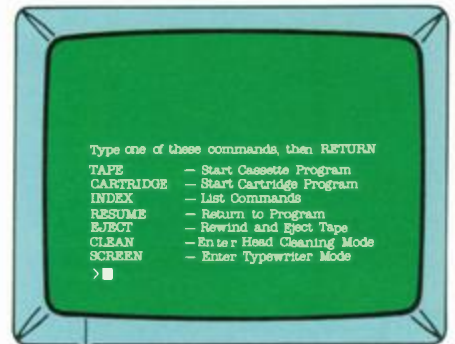 Type one of these commands, then RETURN
TAPE — Start Cassette Program
CARTRIDGE — Start Cartridge Program
INDEX — List Commands
RESUME — Return to Program
EJECT — Rewind and Eject Tape
CLEAN — Enter Head Cleaning Mode
SCREEN — Enter Typewriter Mode
>